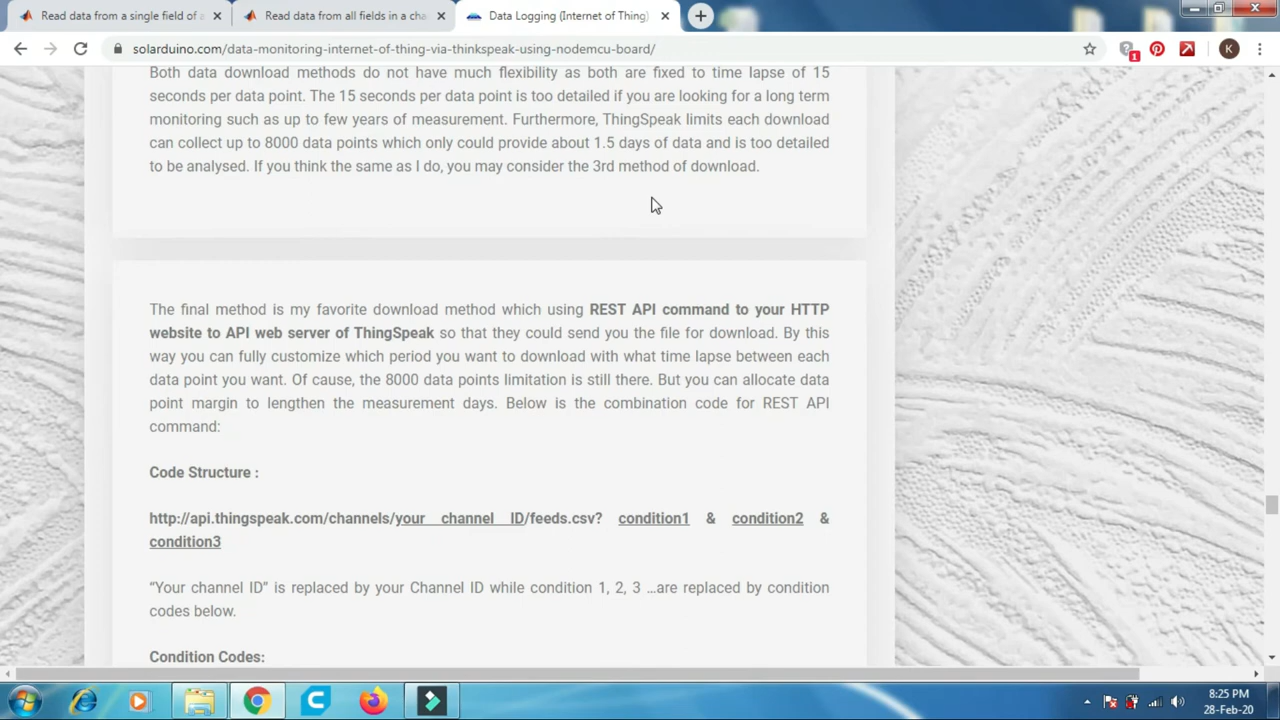 Read data from a single field of a
Read data from all fields in a cha
Data Logging (Internet of Thing)
solarduino.com/data-monitoring-internet-of-thing-via-thinkspeak-using-nodemcu-board/
1
K
Both data download methods do not have much flexibility as both are fixed to time lapse of 15
seconds per data point. The 15 seconds per data point is too detailed if you are looking for a long term
monitoring such as up to few years of measurement. Furthermore, ThingSpeak limits each download
can collect up to 8000 data points which only could provide about 1.5 days of data and is too detailed
to be analysed. If you think the same as I do, you may consider the 3rd method of download.
The final method is my favorite download method which using REST API command to your HTTP
website to API web server of ThingSpeak so that they could send you the file for download. By this
way you can fully customize which period you want to download with what time lapse between each
data point you want. Of cause, the 8000 data points limitation is still there. But you can allocate data
point margin to lengthen the measurement days. Below is the combination code for REST API
command:
Code Structure :
http://api.thingspeak.com/channels/your channel ID/feeds.csv? condition1 & condition2 &
condition3
“Your channel ID” is replaced by your Channel ID while condition 1, 2, 3 …are replaced by condition
codes below.
Condition Codes:
8:25 PM
28-Feb-20